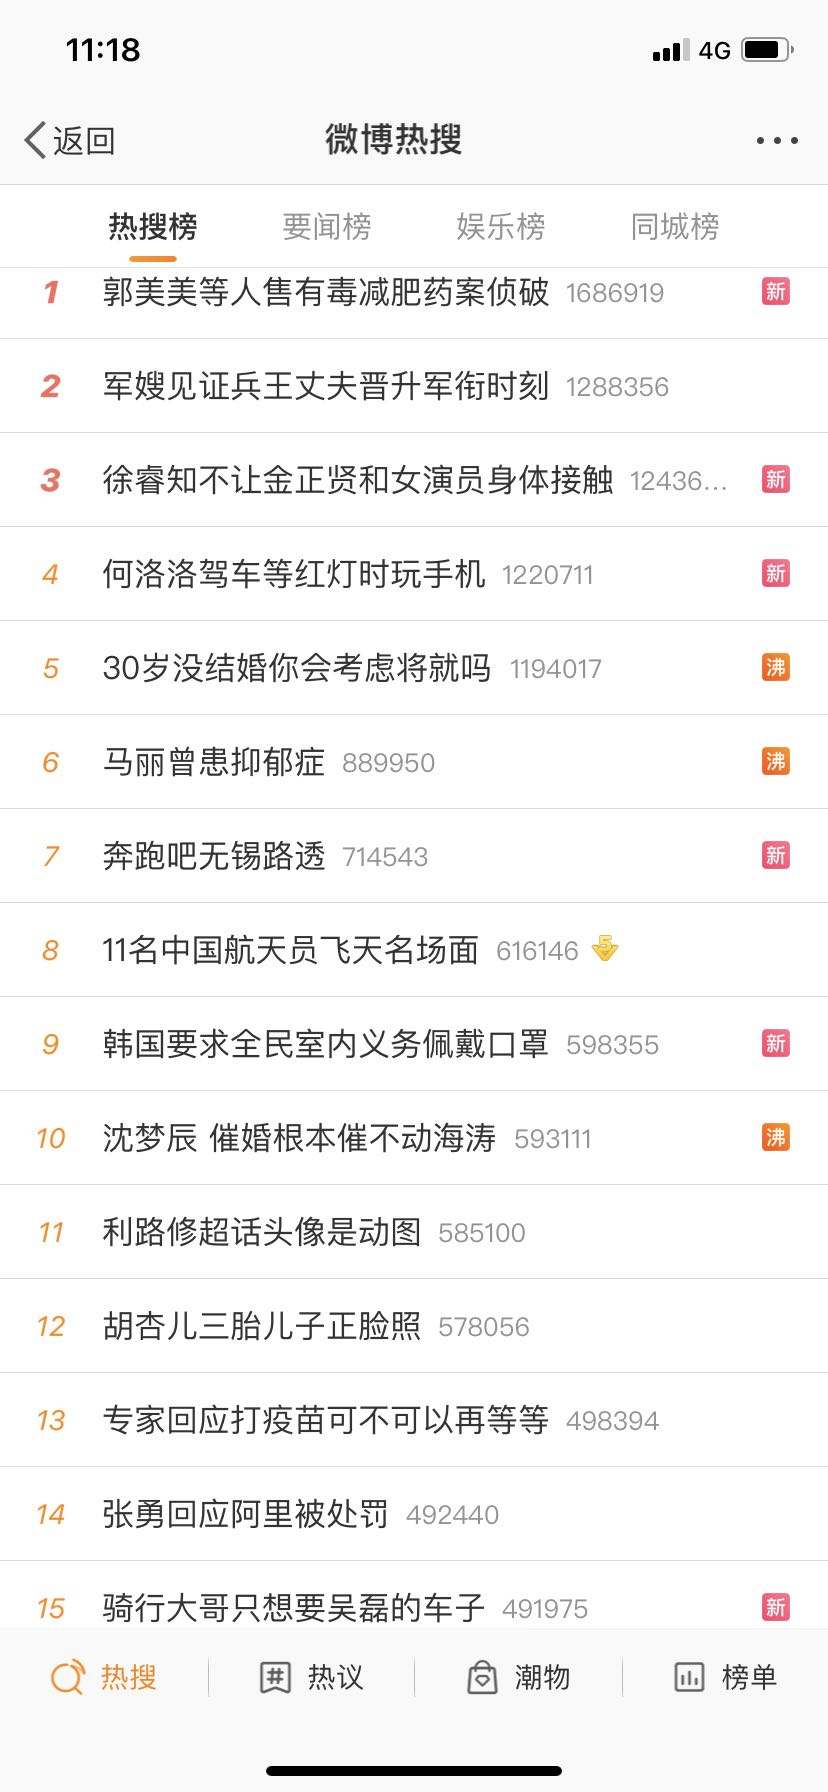 11:18 4G
返回 微博热搜
热搜榜 要闻榜 娱乐榜 同城榜
1 郭美美等人售有毒减肥药案侦破 1686919 新
2 军嫂见证兵王丈夫晋升军衔时刻 1288356
3 徐睿知不让金正贤和女演员身体接触 12436... 新
4 何洛洛驾车等红灯时玩手机 1220711 新
5 30岁没结婚你会考虑将就吗 1194017 沸
6 马丽曾患抑郁症 889950 沸
7 奔跑吧无锡路透 714543 新
8 11名中国航天员飞天名场面 616146 5
9 韩国要求全民室内义务佩戴口罩 598355 新
10 沈梦辰 催婚根本催不动海涛 593111 沸
11 利路修超话头像是动图 585100
12 胡杏儿三胎儿子正脸照 578056
13 专家回应打疫苗可不可以再等等 498394
14 张勇回应阿里被处罚 492440
15 骑行大哥只想要吴磊的车子 491975 新
热搜 热议 潮物 榜单